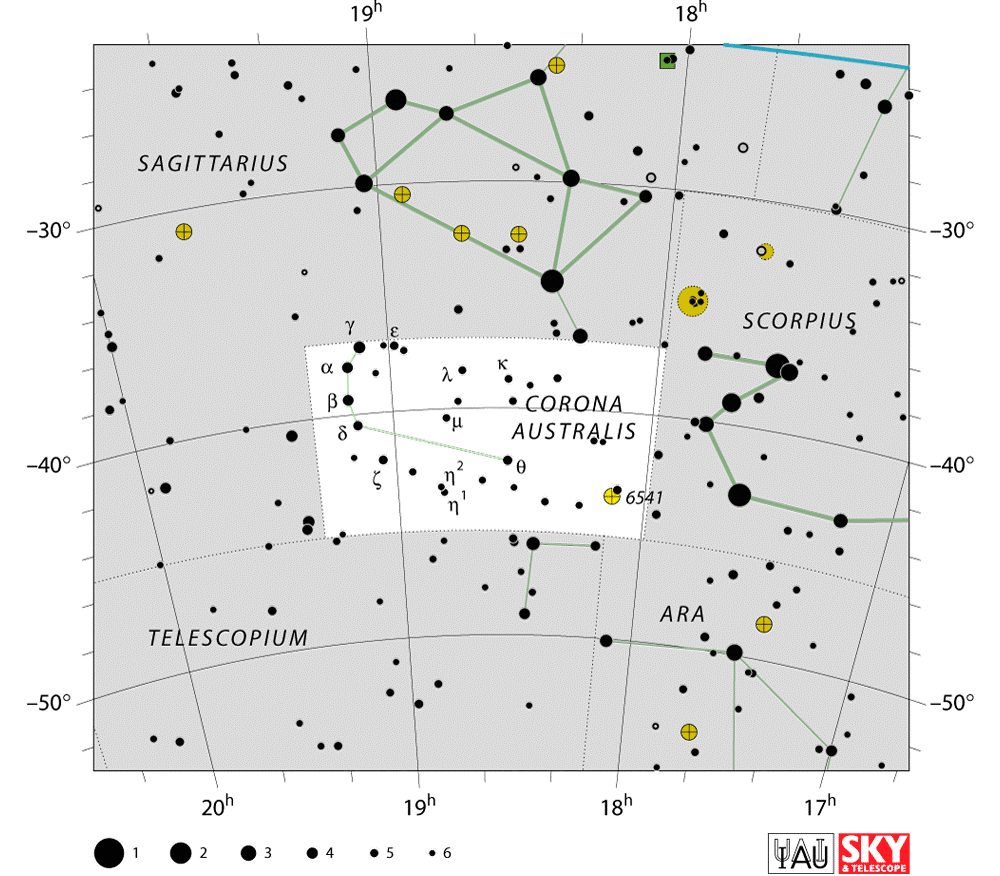 19h 18h
SAGITTARIUS
–30° –30°
SCORPIUS
γ ε
α λ κ
β CORONA
μ
δ AUSTRALIS
θ
–40° –40°
ζ η2
η1 6541
ARA
TELESCOPIUM
–50° –50°
20h 19h 18h 17h
1 2 3 4 5 6
IAU
SKY
& TELESCOPE